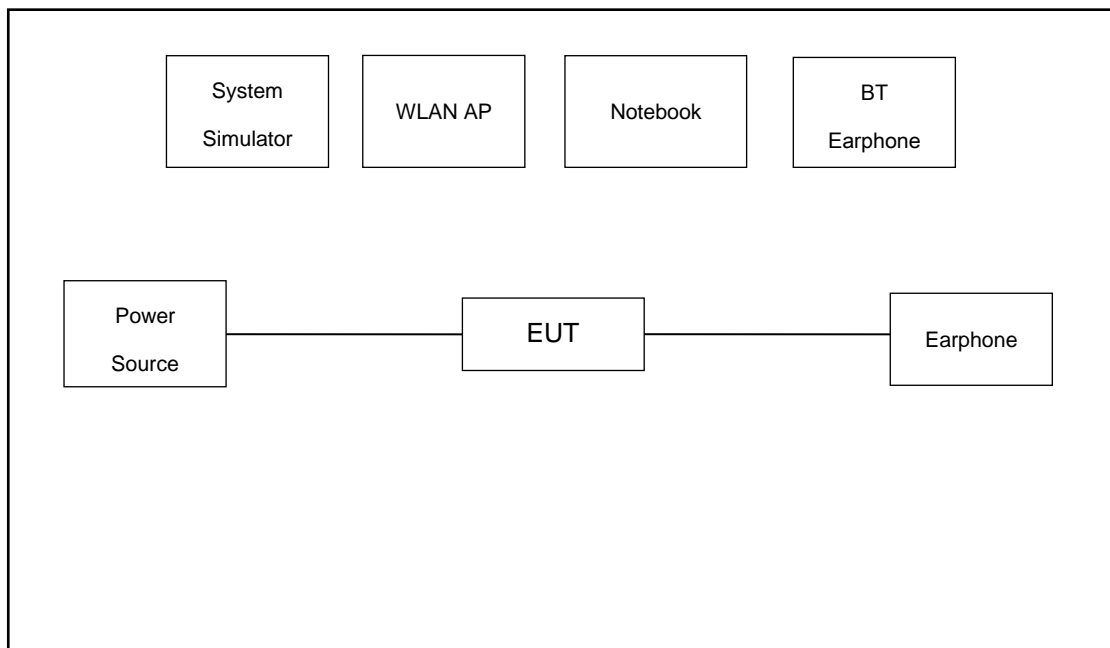 System
Simulator
WLAN AP
Notebook
BT
Earphone
Power
Source
EUT
Earphone